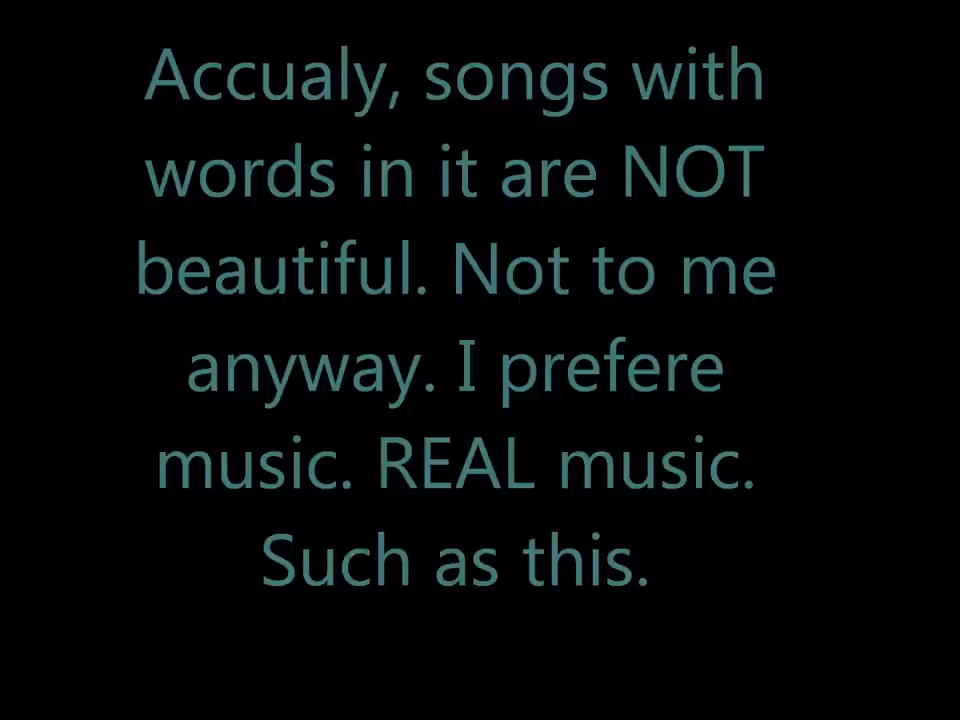 Accualy, songs with
words in it are NOT
beautiful. Not to me
anyway. I prefere
music. REAL music.
Such as this.